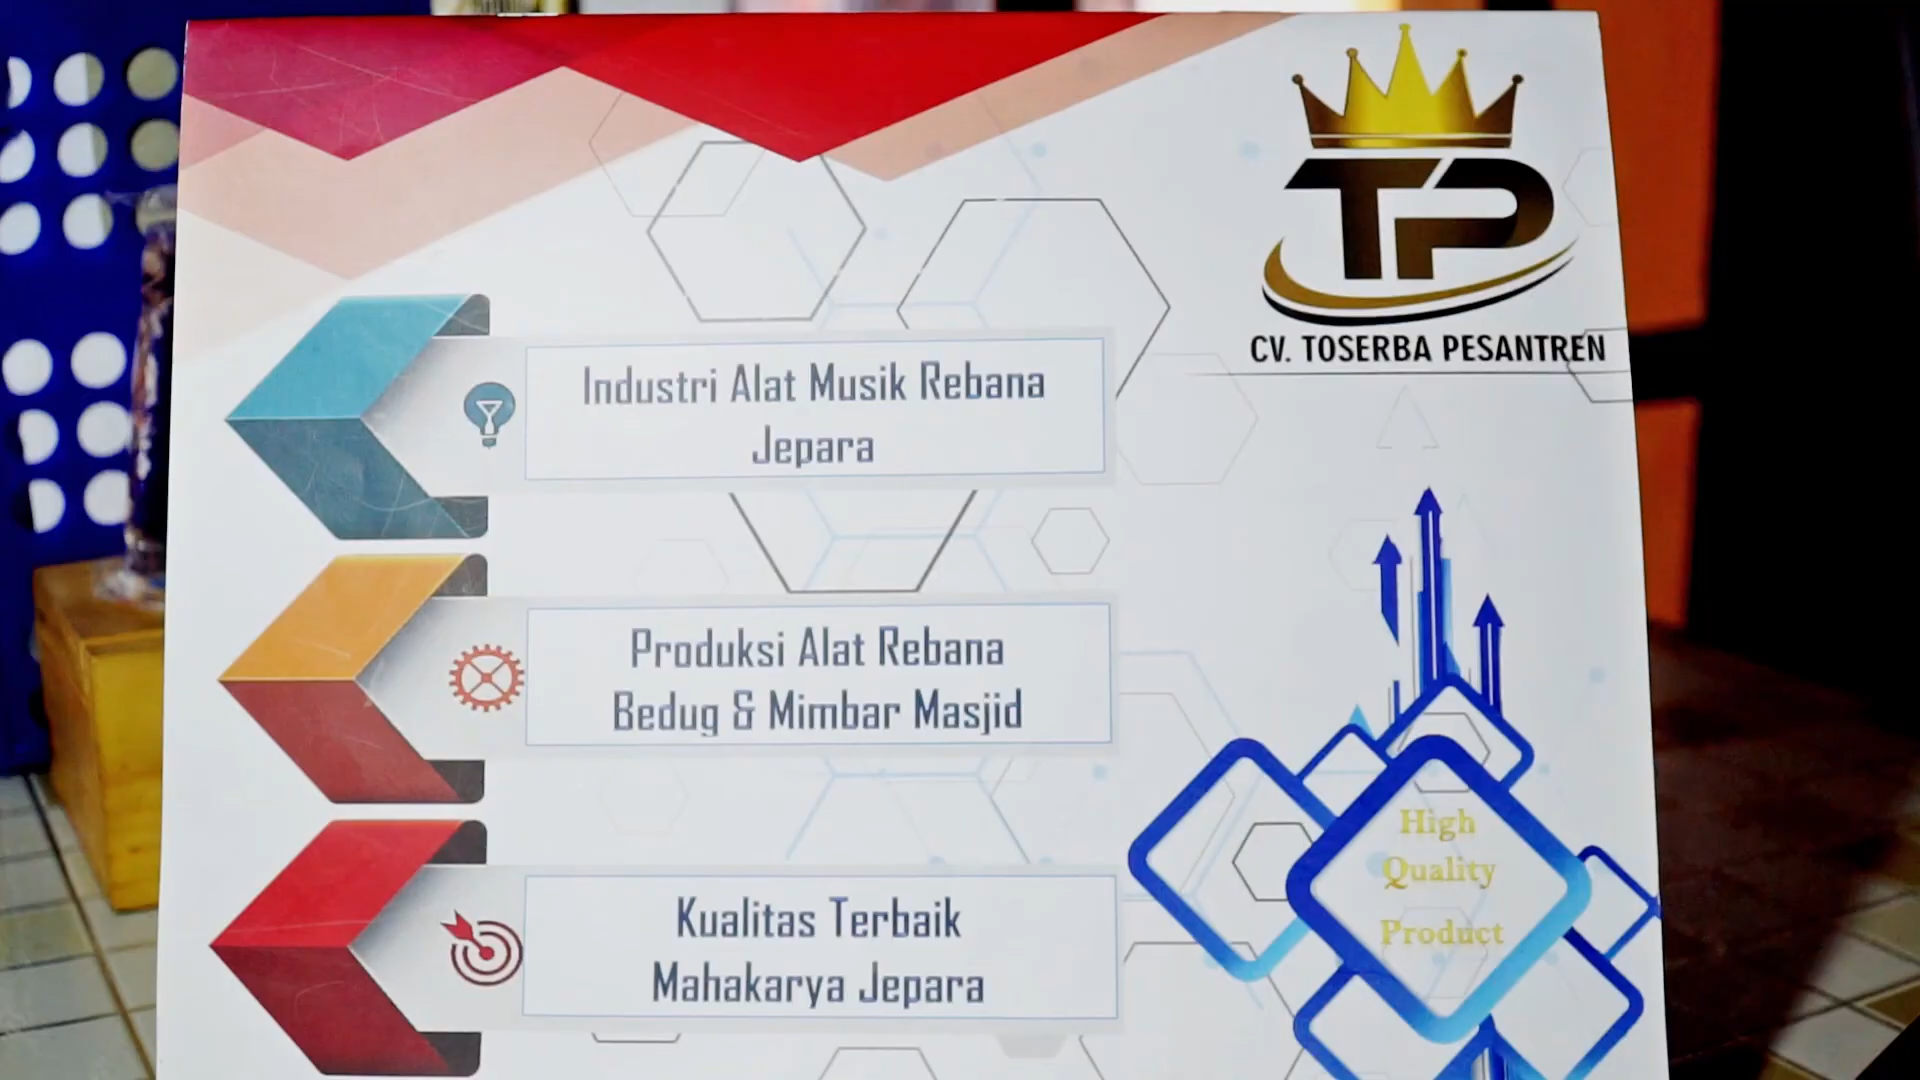 TP
CV. TOSERBA PESANTREN
Industri Alat Musik Rebana
Jepara
Produksi Alat Rebana
Bedug & Mimbar Masjid
Kualitas Terbaik
Mahakarya Jepara
High
Quality
Product